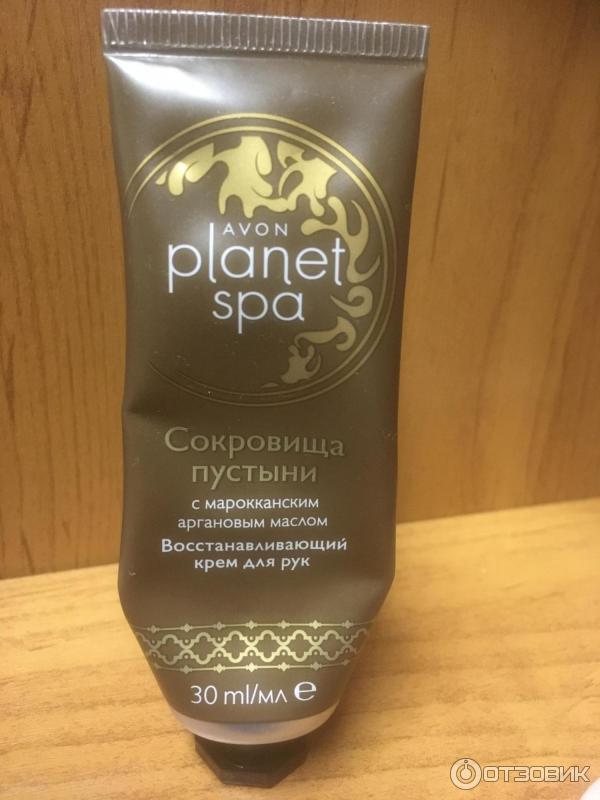 AVON
planet
spa
Сокровища
пустыни
с марокканским
аргановым маслом
Восстанавливающий
крем для рук
30 ml/мл e
ОТЗОВИК